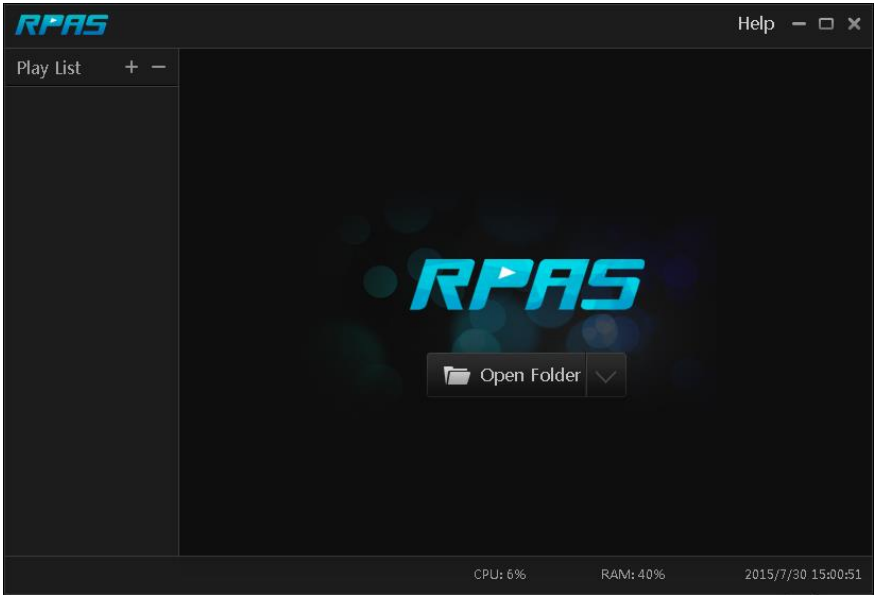 RPAS
Help
Play List
RPAS
Open Folder
CPU: 6% RAM: 40% 2015/7/30 15:00:51